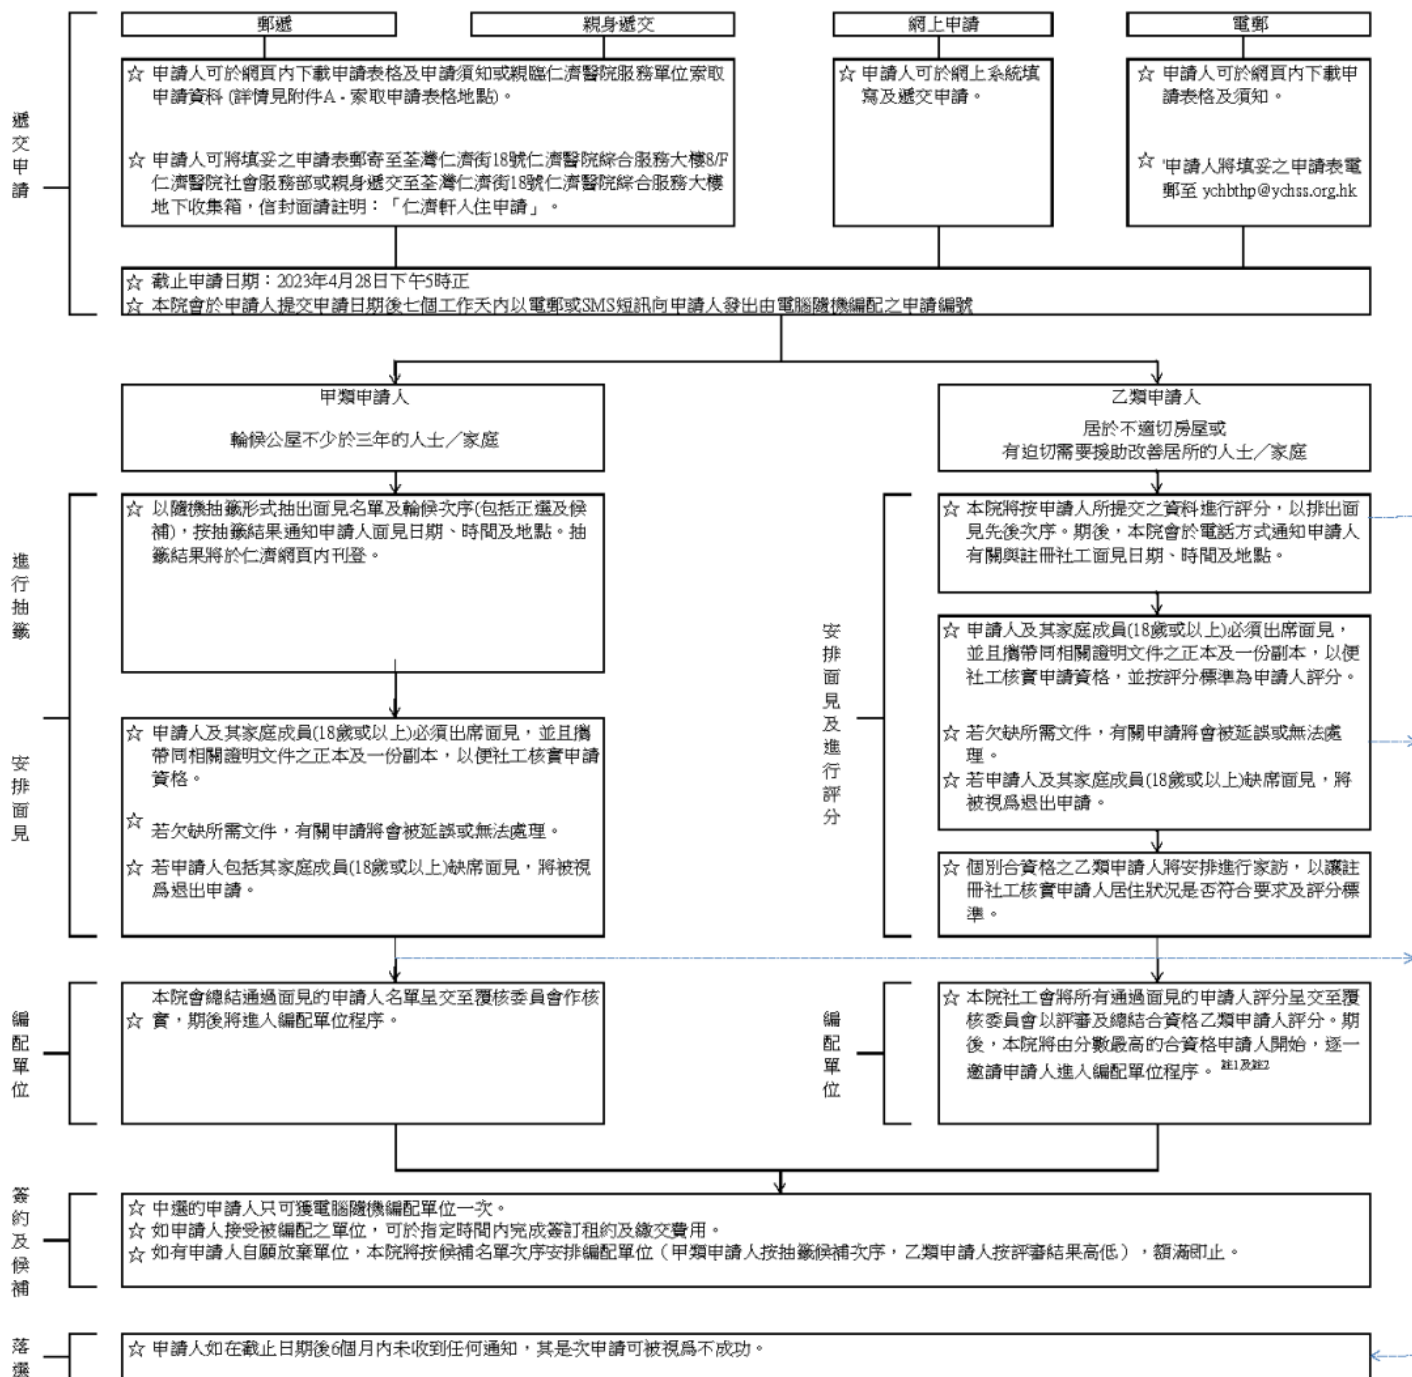 郵遞
親身遞交
網上申請
電郵
遞交申請
☆ 申請人可於網頁內下載申請表格及申請須知或親臨仁濟醫院服務單位索取
申請資料 (詳情見附件A - 索取申請表格地點)。
☆ 申請人可將填妥之申請表郵寄至荃灣仁濟街18號仁濟醫院綜合服務大樓8/F
仁濟醫院社會服務部或親身遞交至荃灣仁濟街18號仁濟醫院綜合服務大樓
地下收集箱，信封面請註明：「仁濟軒入住申請」。
☆ 申請人可於網上系統填
寫及遞交申請。
☆ 申請人可於網頁內下載申
請表格及須知。
☆ '申請人將填妥之申請表電
郵至 ychbthp@ychss.org.hk
☆ 截止申請日期：2023年4月28日下午5時正
☆ 本院會於申請人提交申請日期後七個工作天內以電郵或SMS短訊向申請人發出由電腦隨機編配之申請編號
甲類申請人
輪候公屋不少於三年的人士／家庭
乙類申請人
居於不適切房屋或
有迫切需要援助改善居所的人士／家庭
進行抽籤
☆ 以隨機抽籤形式抽出面見名單及輪候次序(包括正選及候
補)，按抽籤結果通知申請人面見日期、時間及地點。抽
籤結果將於仁濟網頁內刊登。
安排面見
☆ 申請人及其家庭成員(18歲或以上)必須出席面見，並且攜
帶同相關證明文件之正本及一份副本，以便社工核實申請
資格。
☆ 若欠缺所需文件，有關申請將會被延誤或無法處理。
☆ 若申請人包括其家庭成員(18歲或以上)缺席面見，將被視
為退出申請。
安排面見及進行評分
☆ 本院將按申請人所提交之資料進行評分，以排出面
見先後次序。期後，本院會於電話方式通知申請人
有關與註冊社工面見日期、時間及地點。
☆ 申請人及其家庭成員(18歲或以上)必須出席面見，
並且攜帶同相關證明文件之正本及一份副本，以便
社工核實申請資格，並按評分標準為申請人評分。
☆ 若欠缺所需文件，有關申請將會被延誤或無法處
理。
☆ 若申請人及其家庭成員(18歲或以上)缺席面見，將
被視為退出申請。
☆ 個別合資格之乙類申請人將安排進行家訪，以讓註
冊社工核實申請人居住狀況是否符合要求及評分標
準。
編配單位
本院會總結通過面見的申請人名單呈交至覆核委員會作核
☆ 實，期後將進入編配單位程序。
編配單位
☆ 本院社工會將所有通過面見的申請人評分呈交至覆
核委員會以評審及總結合資格乙類申請人評分。期
後，本院將由分數最高的合資格申請人開始，逐一
邀請申請人進入編配單位程序。註1及註2
簽約及候補
☆ 中選的申請人只可獲電腦隨機編配單位一次。
☆ 如申請人接受被編配之單位，可於指定時間內完成簽訂租約及繳交費用。
☆ 如有申請人自願放棄單位，本院將按候補名單次序安排編配單位（甲類申請人按抽籤候補次序，乙類申請人按評審結果高低），額滿即止。
落選
☆ 申請人如在截止日期後6個月內未收到任何通知，其是次申請可被視為不成功。